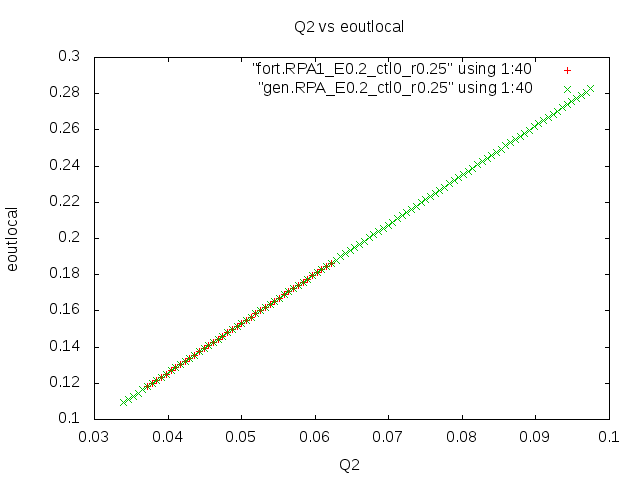 Q2 vs eoutlocal
0.3
"fort.RPA1_E0.2_ctl0_r0.25" using 1:40
0.28
"gen.RPA_E0.2_ctl0_r0.25" using 1:40
0.26
0.24
0.22
0.2
eoutlocal
0.18
0.16
0.14
0.12
0.1
0.03 0.04 0.05 0.06 0.07 0.08 0.09 0.1
Q2